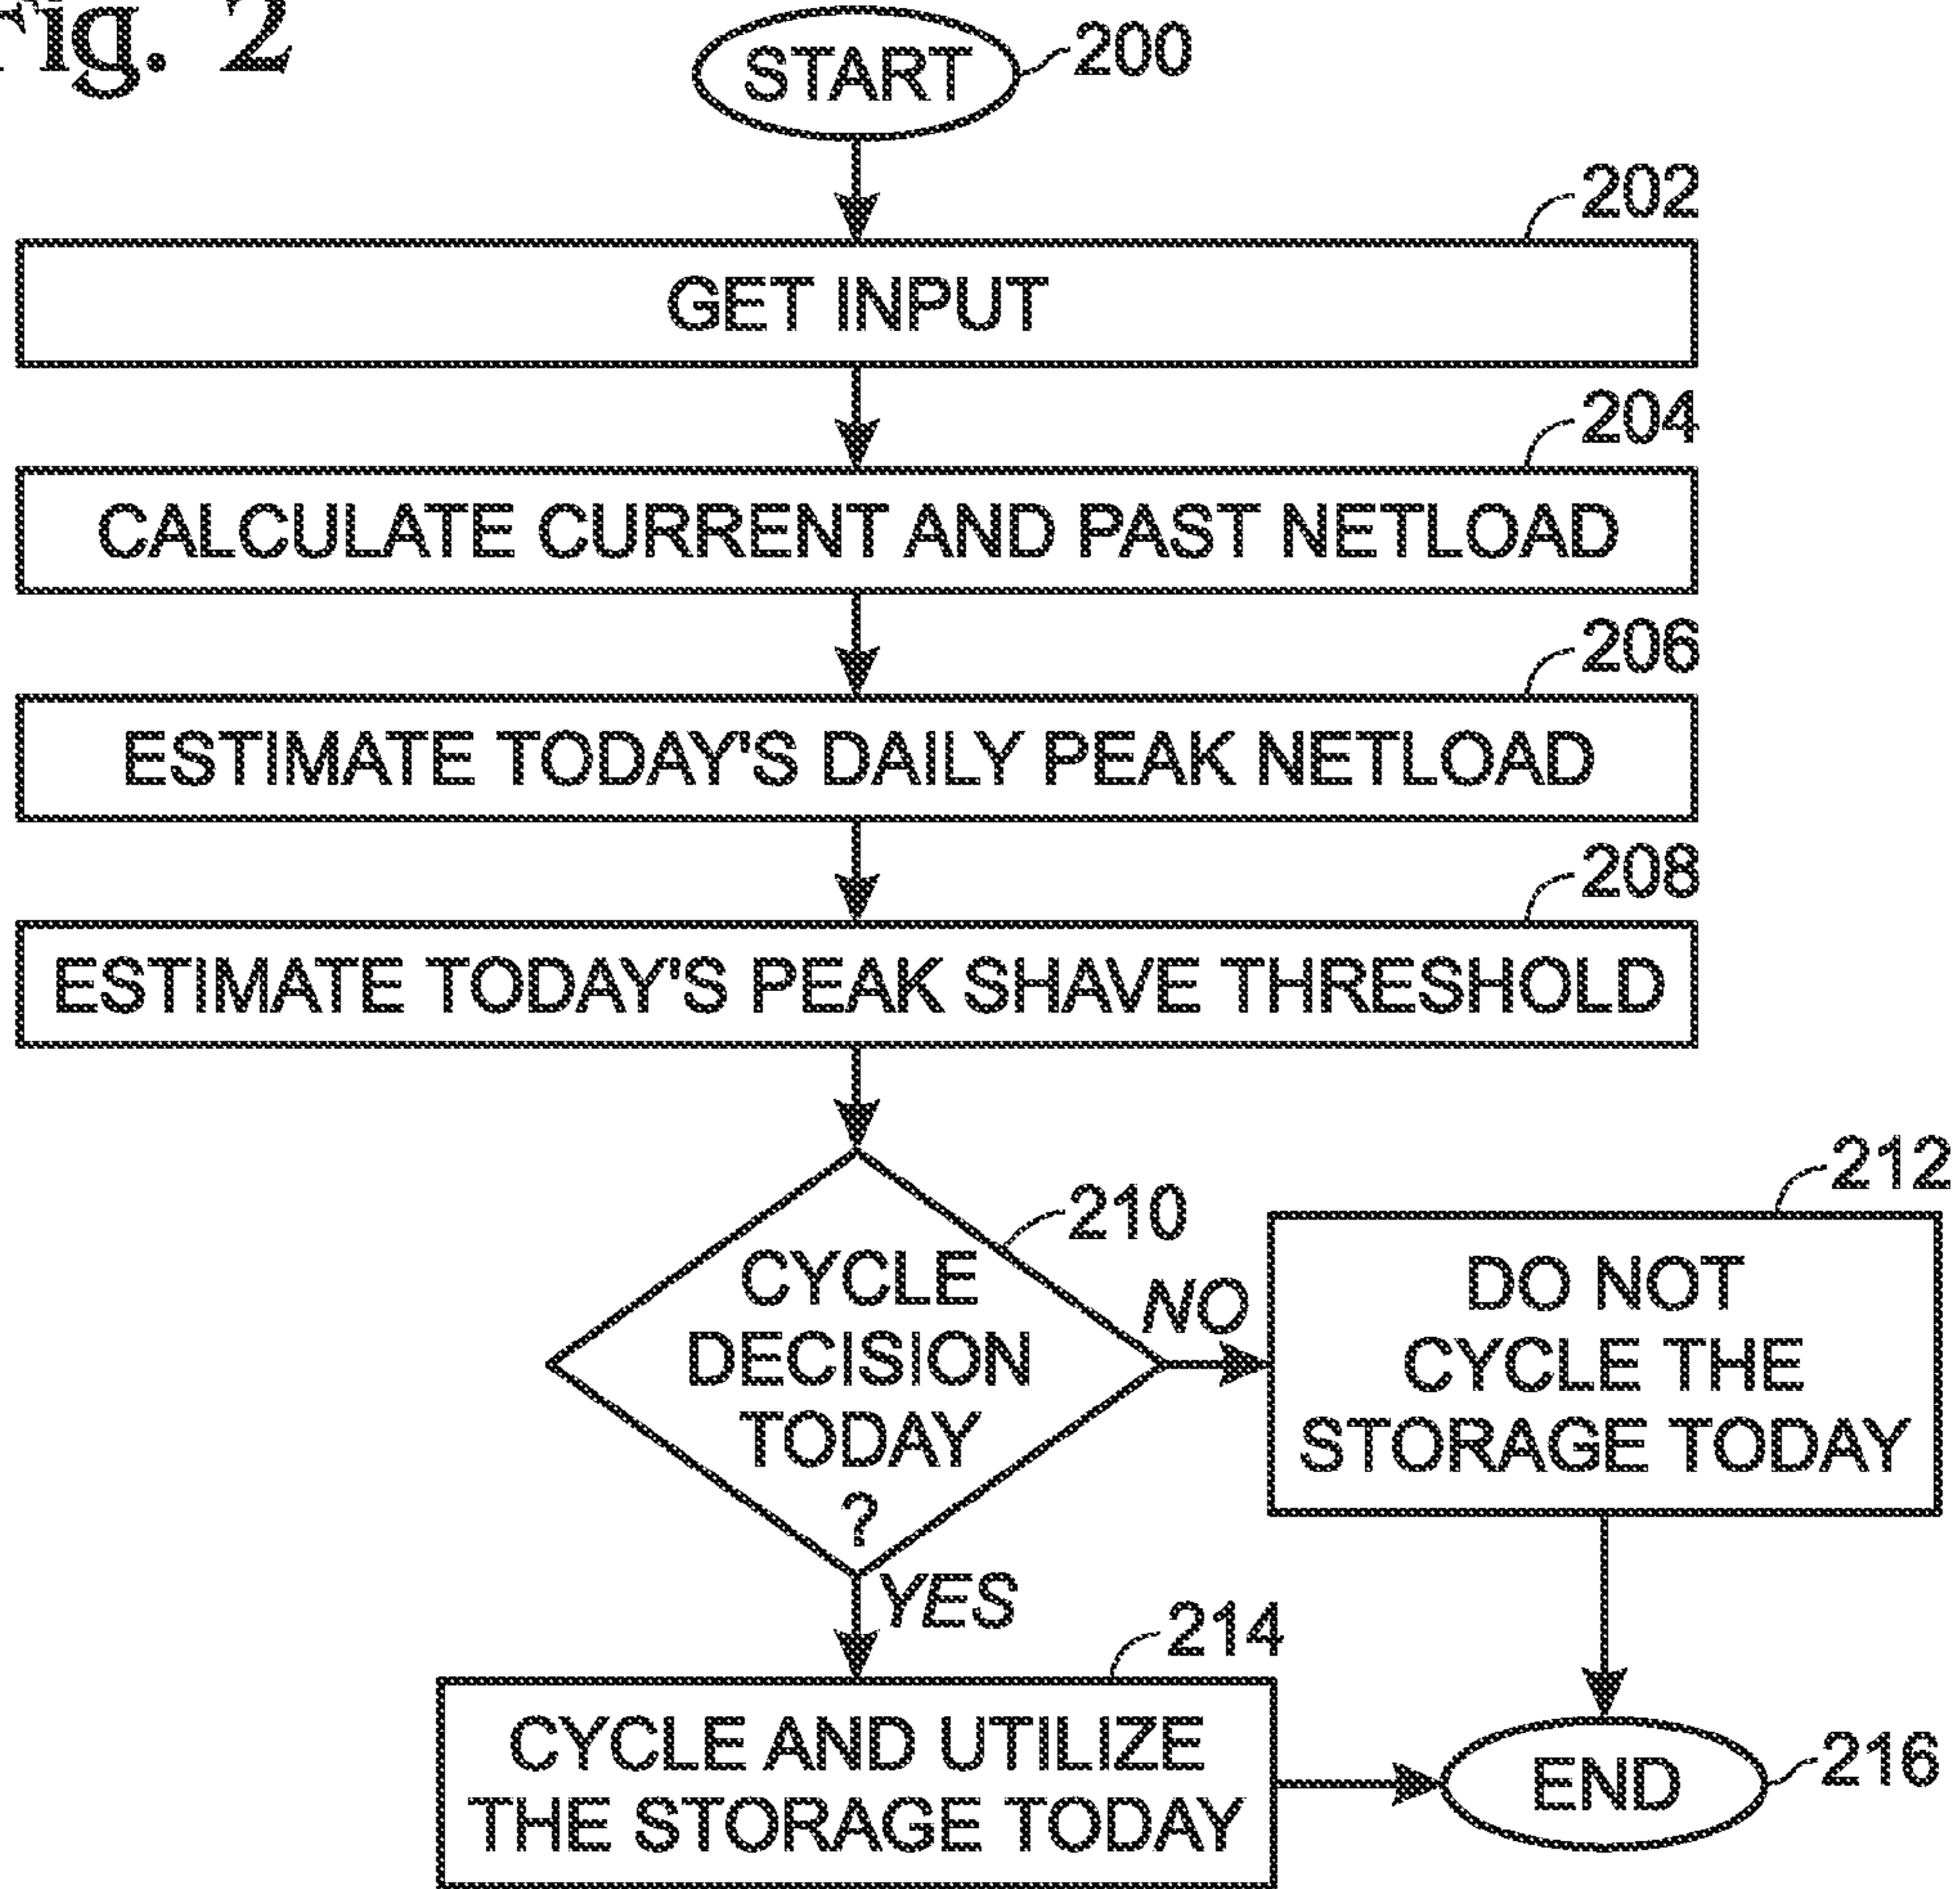 Fig. 2
START
200
202
GET INPUT
204
CALCULATE CURRENT AND PAST NETLOAD
206
ESTIMATE TODAY'S DAILY PEAK NETLOAD
208
ESTIMATE TODAY'S PEAK SHAVE THRESHOLD
210
CYCLE
DECISION
TODAY
?
NO
212
DO NOT
CYCLE THE
STORAGE TODAY
YES
214
CYCLE AND UTILIZE
THE STORAGE TODAY
END
216